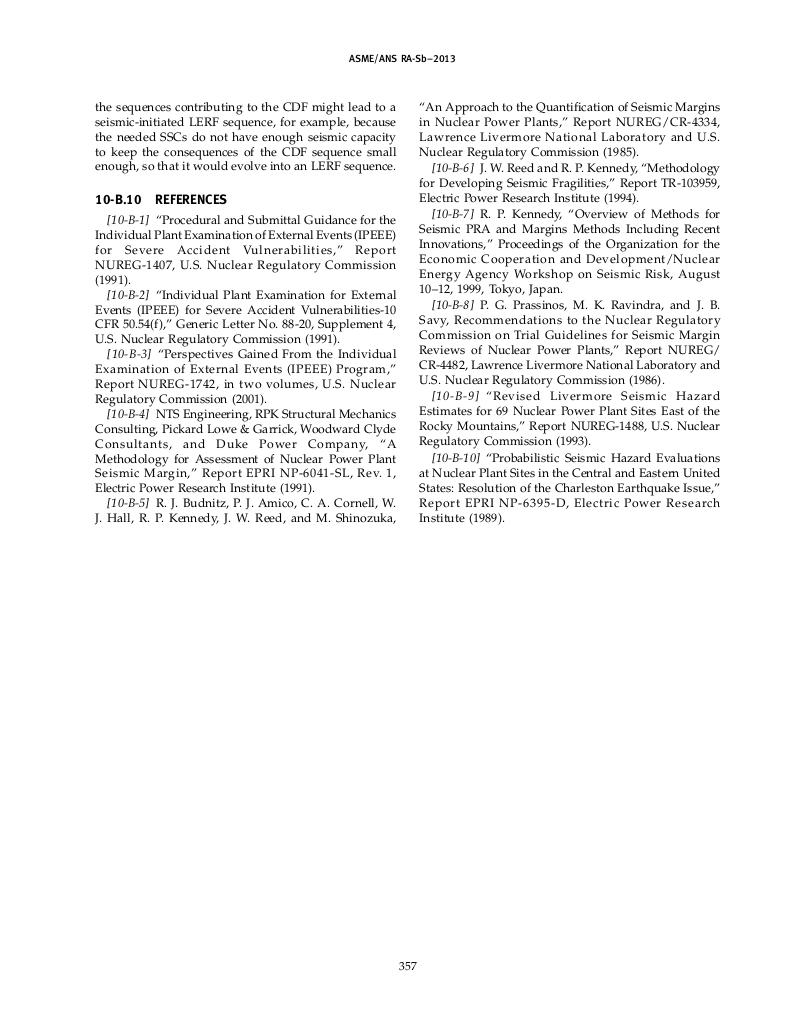 ASME/ANS RA-Sb–2013
the sequences contributing to the CDF might lead to a
seismic-initiated LERF sequence, for example, because
the needed SSCs do not have enough seismic capacity
to keep the consequences of the CDF sequence small
enough, so that it would evolve into an LERF sequence.
10-B.10 REFERENCES
[10-B-1] “Procedural and Submittal Guidance for the
Individual Plant Examination of External Events (IPEEE)
for Severe Accident Vulnerabilities,” Report
NUREG-1407, U.S. Nuclear Regulatory Commission
(1991).
[10-B-2] “Individual Plant Examination for External
Events (IPEEE) for Severe Accident Vulnerabilities-10
CFR 50.54(f),” Generic Letter No. 88-20, Supplement 4,
U.S. Nuclear Regulatory Commission (1991).
[10-B-3] “Perspectives Gained From the Individual
Examination of External Events (IPEEE) Program,”
Report NUREG-1742, in two volumes, U.S. Nuclear
Regulatory Commission (2001).
[10-B-4] NTS Engineering, RPK Structural Mechanics
Consulting, Pickard Lowe & Garrick, Woodward Clyde
Consultants, and Duke Power Company, “A
Methodology for Assessment of Nuclear Power Plant
Seismic Margin,” Report EPRI NP-6041-SL, Rev. 1,
Electric Power Research Institute (1991).
[10-B-5] R. J. Budnitz, P. J. Amico, C. A. Cornell, W.
J. Hall, R. P. Kennedy, J. W. Reed, and M. Shinozuka,
“An Approach to the Quantification of Seismic Margins
in Nuclear Power Plants,” Report NUREG/CR-4334,
Lawrence Livermore National Laboratory and U.S.
Nuclear Regulatory Commission (1985).
[10-B-6] J. W. Reed and R. P. Kennedy, “Methodology
for Developing Seismic Fragilities,” Report TR-103959,
Electric Power Research Institute (1994).
[10-B-7] R. P. Kennedy, “Overview of Methods for
Seismic PRA and Margins Methods Including Recent
Innovations,” Proceedings of the Organization for the
Economic Cooperation and Development/Nuclear
Energy Agency Workshop on Seismic Risk, August
10–12, 1999, Tokyo, Japan.
[10-B-8] P. G. Prassinos, M. K. Ravindra, and J. B.
Savy, Recommendations to the Nuclear Regulatory
Commission on Trial Guidelines for Seismic Margin
Reviews of Nuclear Power Plants,” Report NUREG/
CR-4482, Lawrence Livermore National Laboratory and
U.S. Nuclear Regulatory Commission (1986).
[10-B-9] “Revised Livermore Seismic Hazard
Estimates for 69 Nuclear Power Plant Sites East of the
Rocky Mountains,” Report NUREG-1488, U.S. Nuclear
Regulatory Commission (1993).
[10-B-10] “Probabilistic Seismic Hazard Evaluations
at Nuclear Plant Sites in the Central and Eastern United
States: Resolution of the Charleston Earthquake Issue,”
Report EPRI NP-6395-D, Electric Power Research
Institute (1989).
357